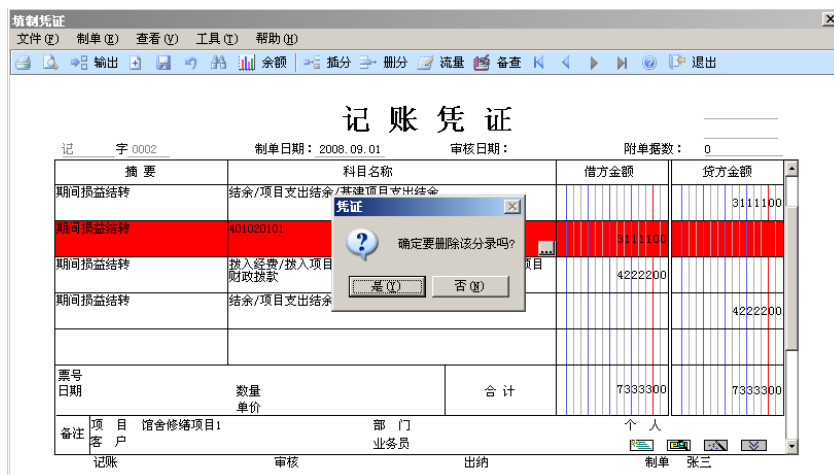 填制凭证
文件(F) 制单(E) 查看(V) 工具(T) 帮助(H)
输出 余额 插分 删分 流量 备查 退出
记 账 凭 证
记 字 0002 制单日期：2008.09.01 审核日期： 附单据数： 0
摘 要 科目名称 借方金额 贷方金额
期间损益结转 结余/项目支出结余/基建项目支出结余 3111100
期间损益结转 401020101 3111100
期间损益结转 拨入经费/拨入项目 项目
财政拨款 4222200
期间损益结转 结余/项目支出结余 4222200
凭证
确定要删除该分录吗?
是(Y) 否(N)
票号
日期 数量 合 计 7333300 7333300
单价
备注 项 目 馆舍修缮项目1 部 门 个 人
客 户 业务员
记账 审核 出纳 制单 张三